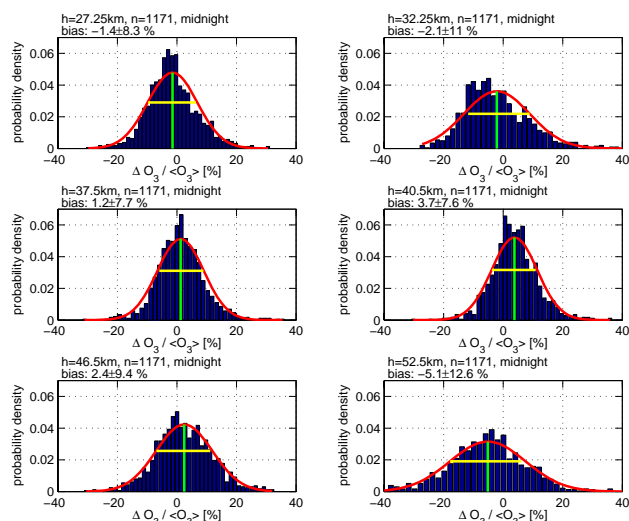 h=27.25km, n=1171, midnight
bias: −1.4±8.3 %
probability density
0.06
0.04
0.02
0
−40 −20 0 20 40
Δ O3 / <O3> [%]
h=32.25km, n=1171, midnight
bias: −2.1±11 %
probability density
0.06
0.04
0.02
0
−40 −20 0 20 40
Δ O3 / <O3> [%]
h=37.5km, n=1171, midnight
bias: 1.2±7.7 %
probability density
0.06
0.04
0.02
0
−40 −20 0 20 40
Δ O3 / <O3> [%]
h=40.5km, n=1171, midnight
bias: 3.7±7.6 %
probability density
0.06
0.04
0.02
0
−40 −20 0 20 40
Δ O3 / <O3> [%]
h=46.5km, n=1171, midnight
bias: 2.4±9.4 %
probability density
0.06
0.04
0.02
0
−40 −20 0 20 40
Δ O3 / <O3> [%]
h=52.5km, n=1171, midnight
bias: −5.1±12.6 %
probability density
0.06
0.04
0.02
0
−40 −20 0 20 40
Δ O3 / <O3> [%]